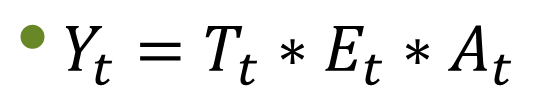 • Yₜ = Tₜ * Eₜ * Aₜ